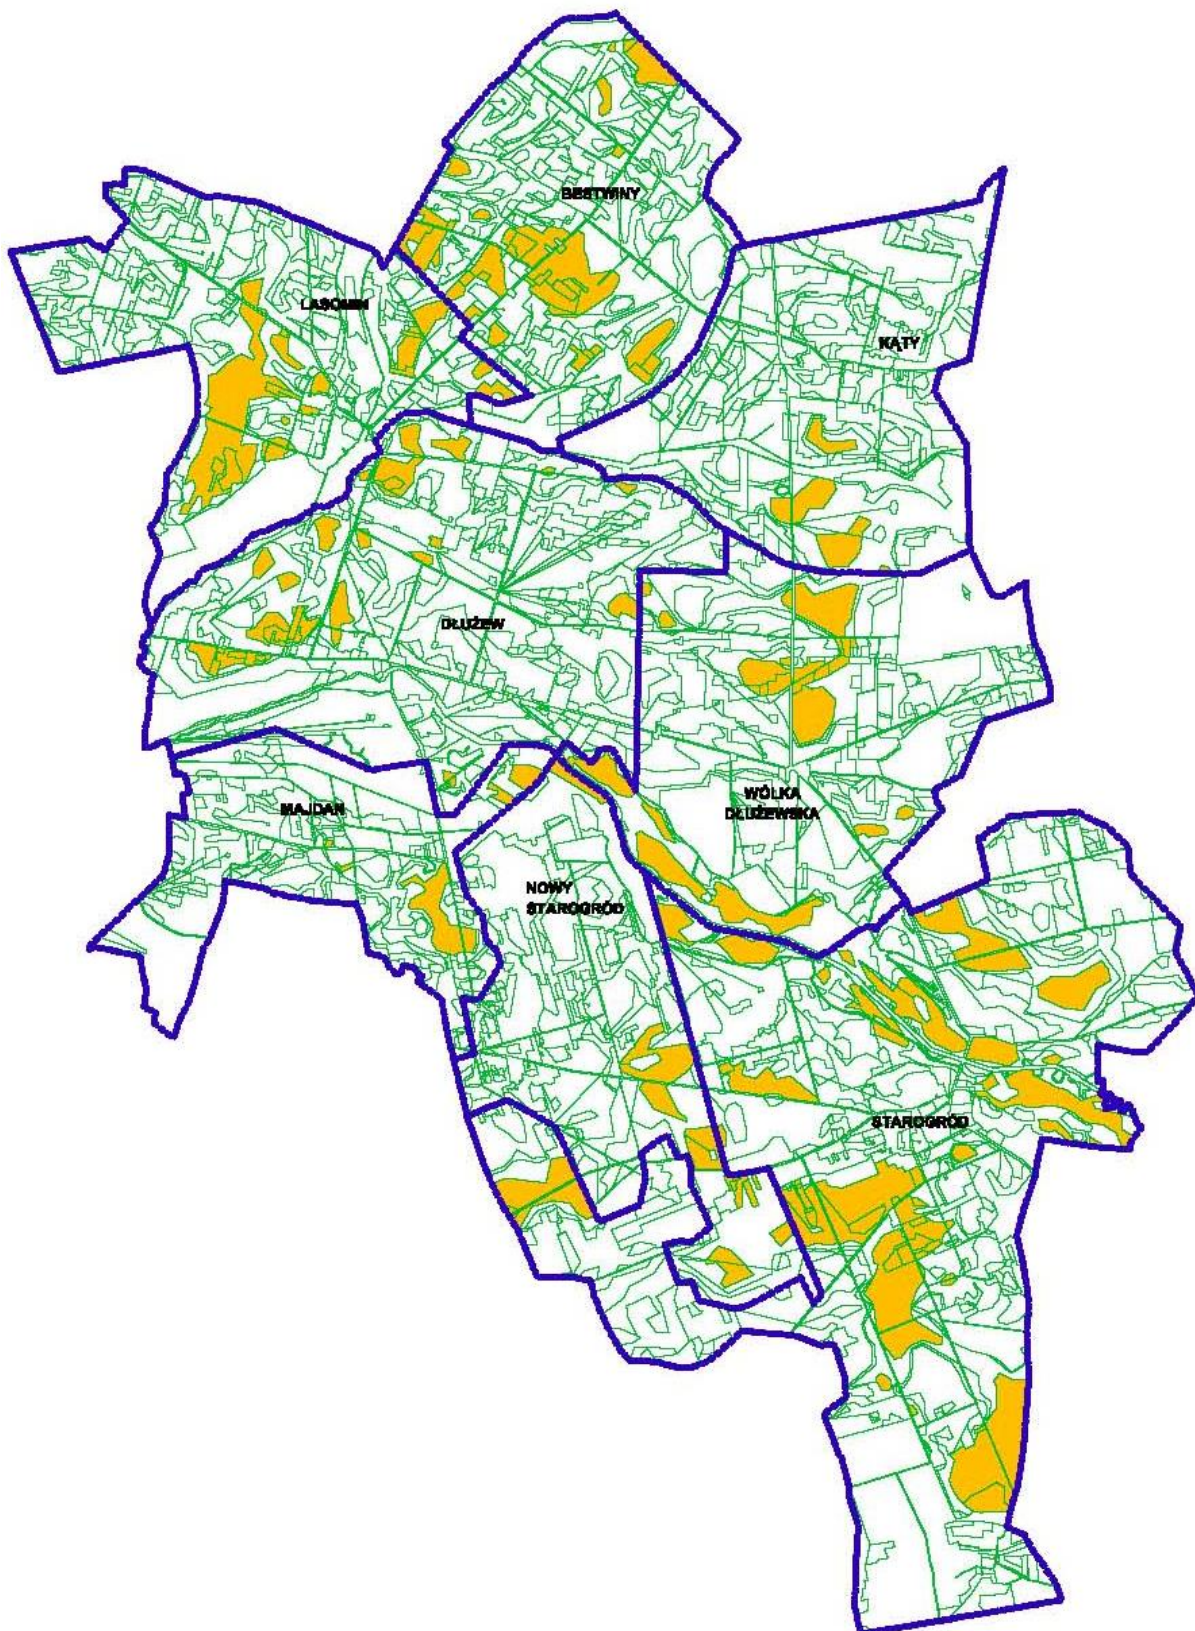 BESTWINY
LASOMIN
KĄTY
DŁUŻEW
WÓLKA
DŁUŻEWSKA
MAJDAN
NOWY
STAROGRÓD
STAROGRÓD